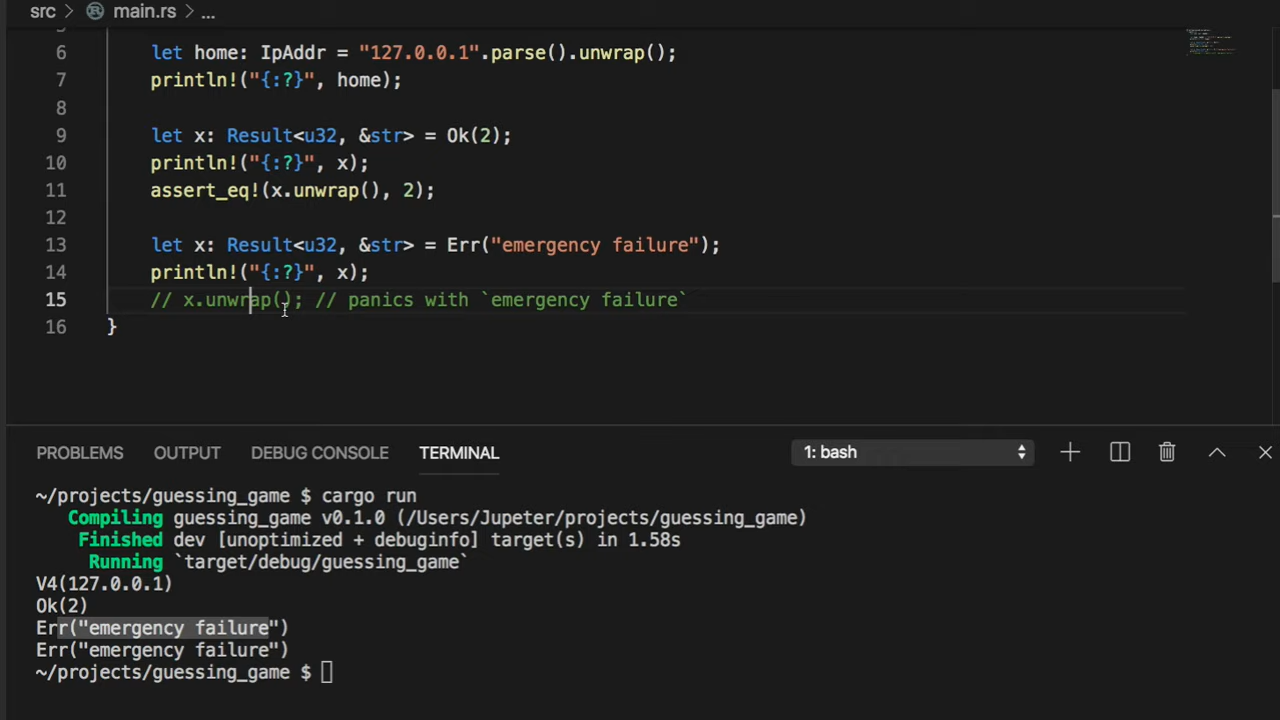 src > main.rs > ...
6 let home: IpAddr = "127.0.0.1".parse().unwrap();
7 println!("{:?}", home);
8
9 let x: Result<u32, &str> = Ok(2);
10 println!("{:?}", x);
11 assert_eq!(x.unwrap(), 2);
12
13 let x: Result<u32, &str> = Err("emergency failure");
14 println!("{:?}", x);
15 // x.unwrap(); // panics with `emergency failure`
16 }
PROBLEMS OUTPUT DEBUG CONSOLE TERMINAL 1: bash
~/projects/guessing_game $ cargo run
Compiling guessing_game v0.1.0 (/Users/Jupeter/projects/guessing_game)
Finished dev [unoptimized + debuginfo] target(s) in 1.58s
Running `target/debug/guessing_game`
V4(127.0.0.1)
Ok(2)
Err("emergency failure")
Err("emergency failure")
~/projects/guessing_game $